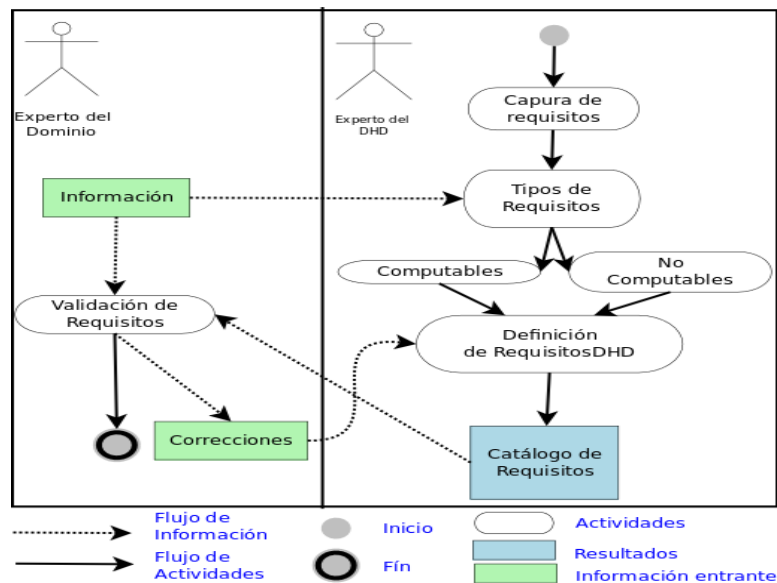 Experto del
Dominio
Experto del
DHD
Capura de
requisitos
Información
Tipos de
Requisitos
Computables
No
Computables
Validación de
Requisitos
Definición
de RequisitosDHD
Correcciones
Catálogo de
Requisitos
Flujo de
Información
Inicio
Actividades
Flujo de
Actividades
Fín
Resultados
Información entrante